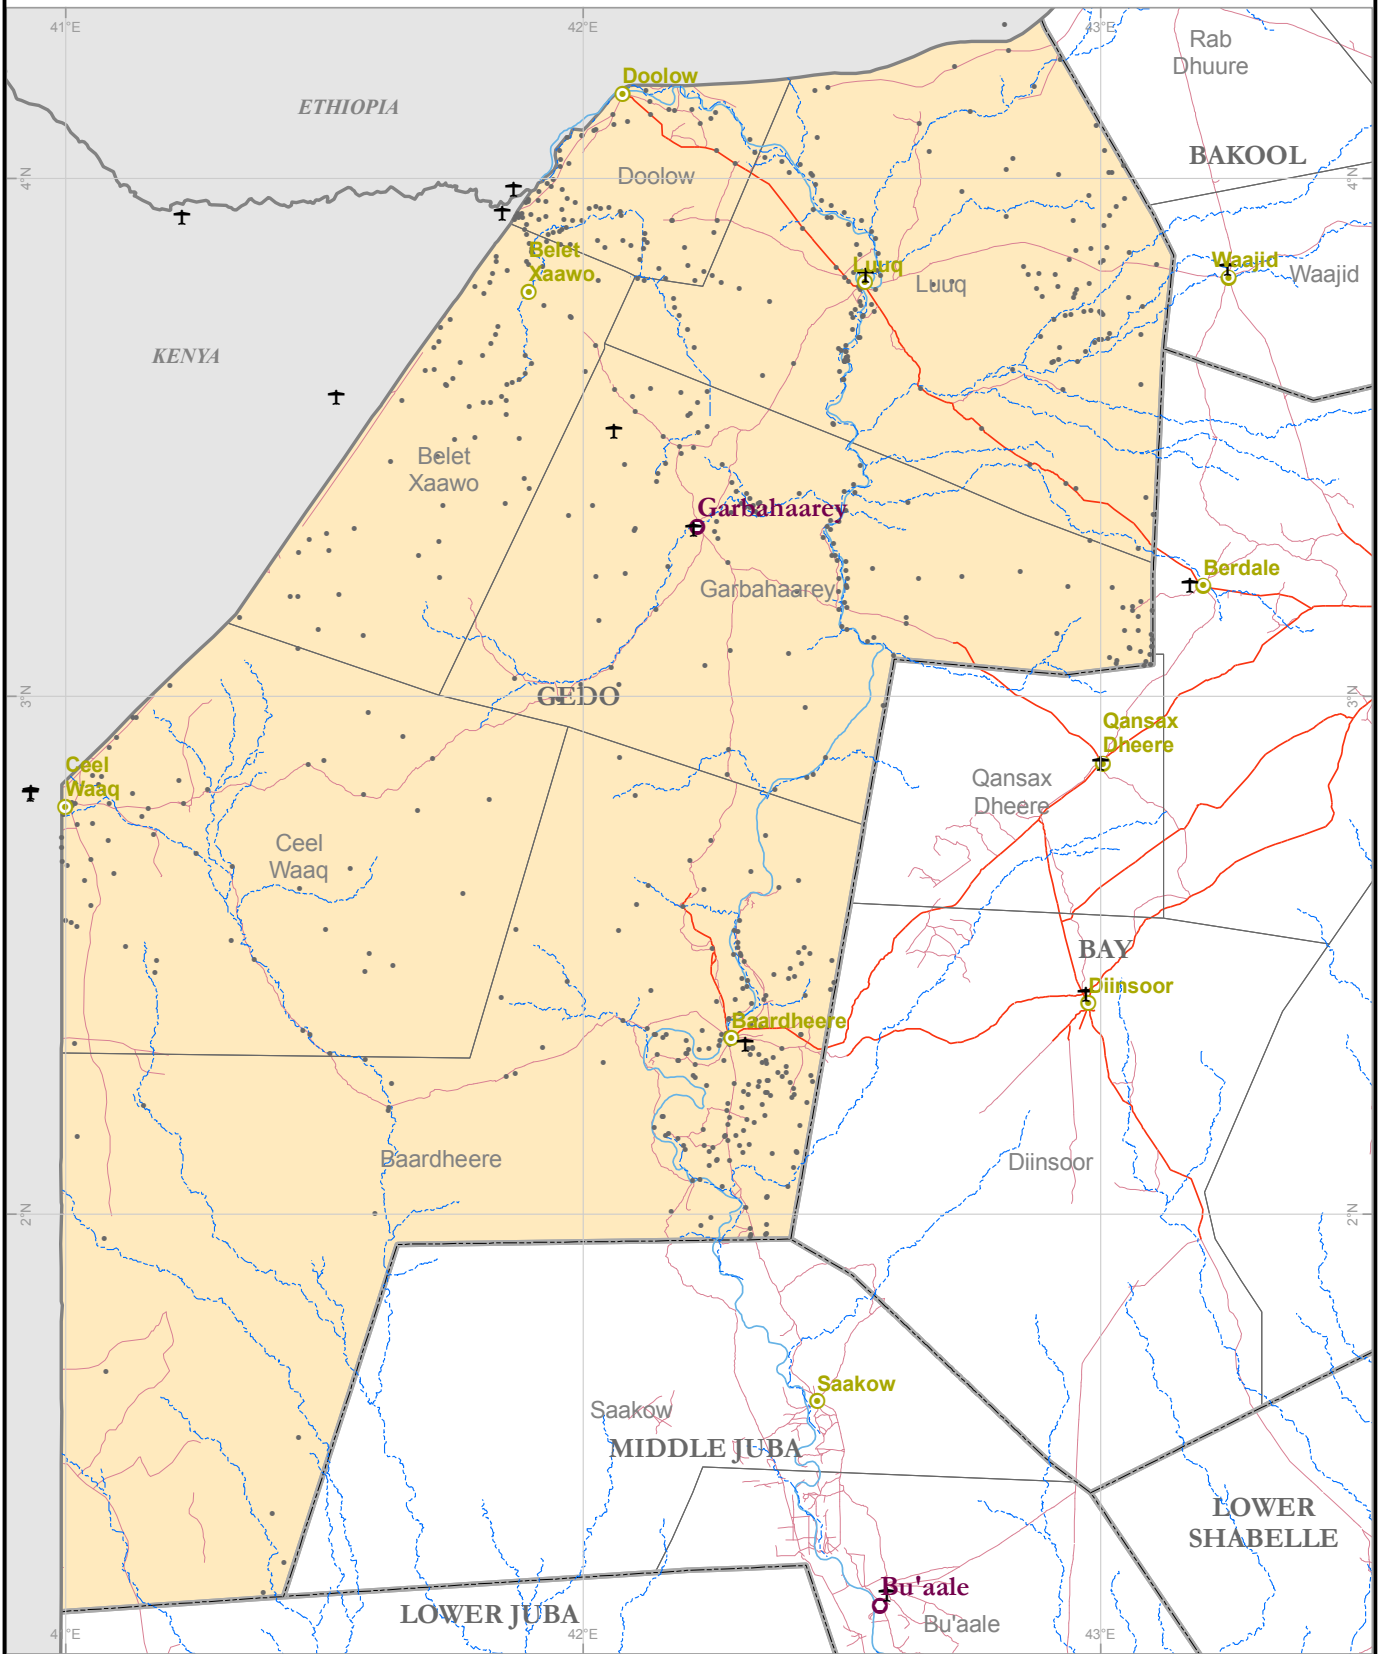 41°E
42°E
43°E
Rab
Dhuure
Doolow
ETHIOPIA
BAKOOL
4°N
4°N
Doolow
Belet
Xaawo
Luuq
Luuq
Waajid
Waajid
KENYA
Belet
Xaawo
Garbahaarey
Garbahaarey
Berdale
3°N
3°N
GEDO
Qansax
Dheere
Qansax
Dheere
Ceel
Waaq
Ceel
Waaq
BAY
Diinsoor
Baardheere
Baardheere
Diinsoor
2°N
2°N
Saakow
Saakow
MIDDLE JUBA
LOWER
SHABELLE
Bu'aale
Bu'aale
LOWER JUBA
42°E
43°E